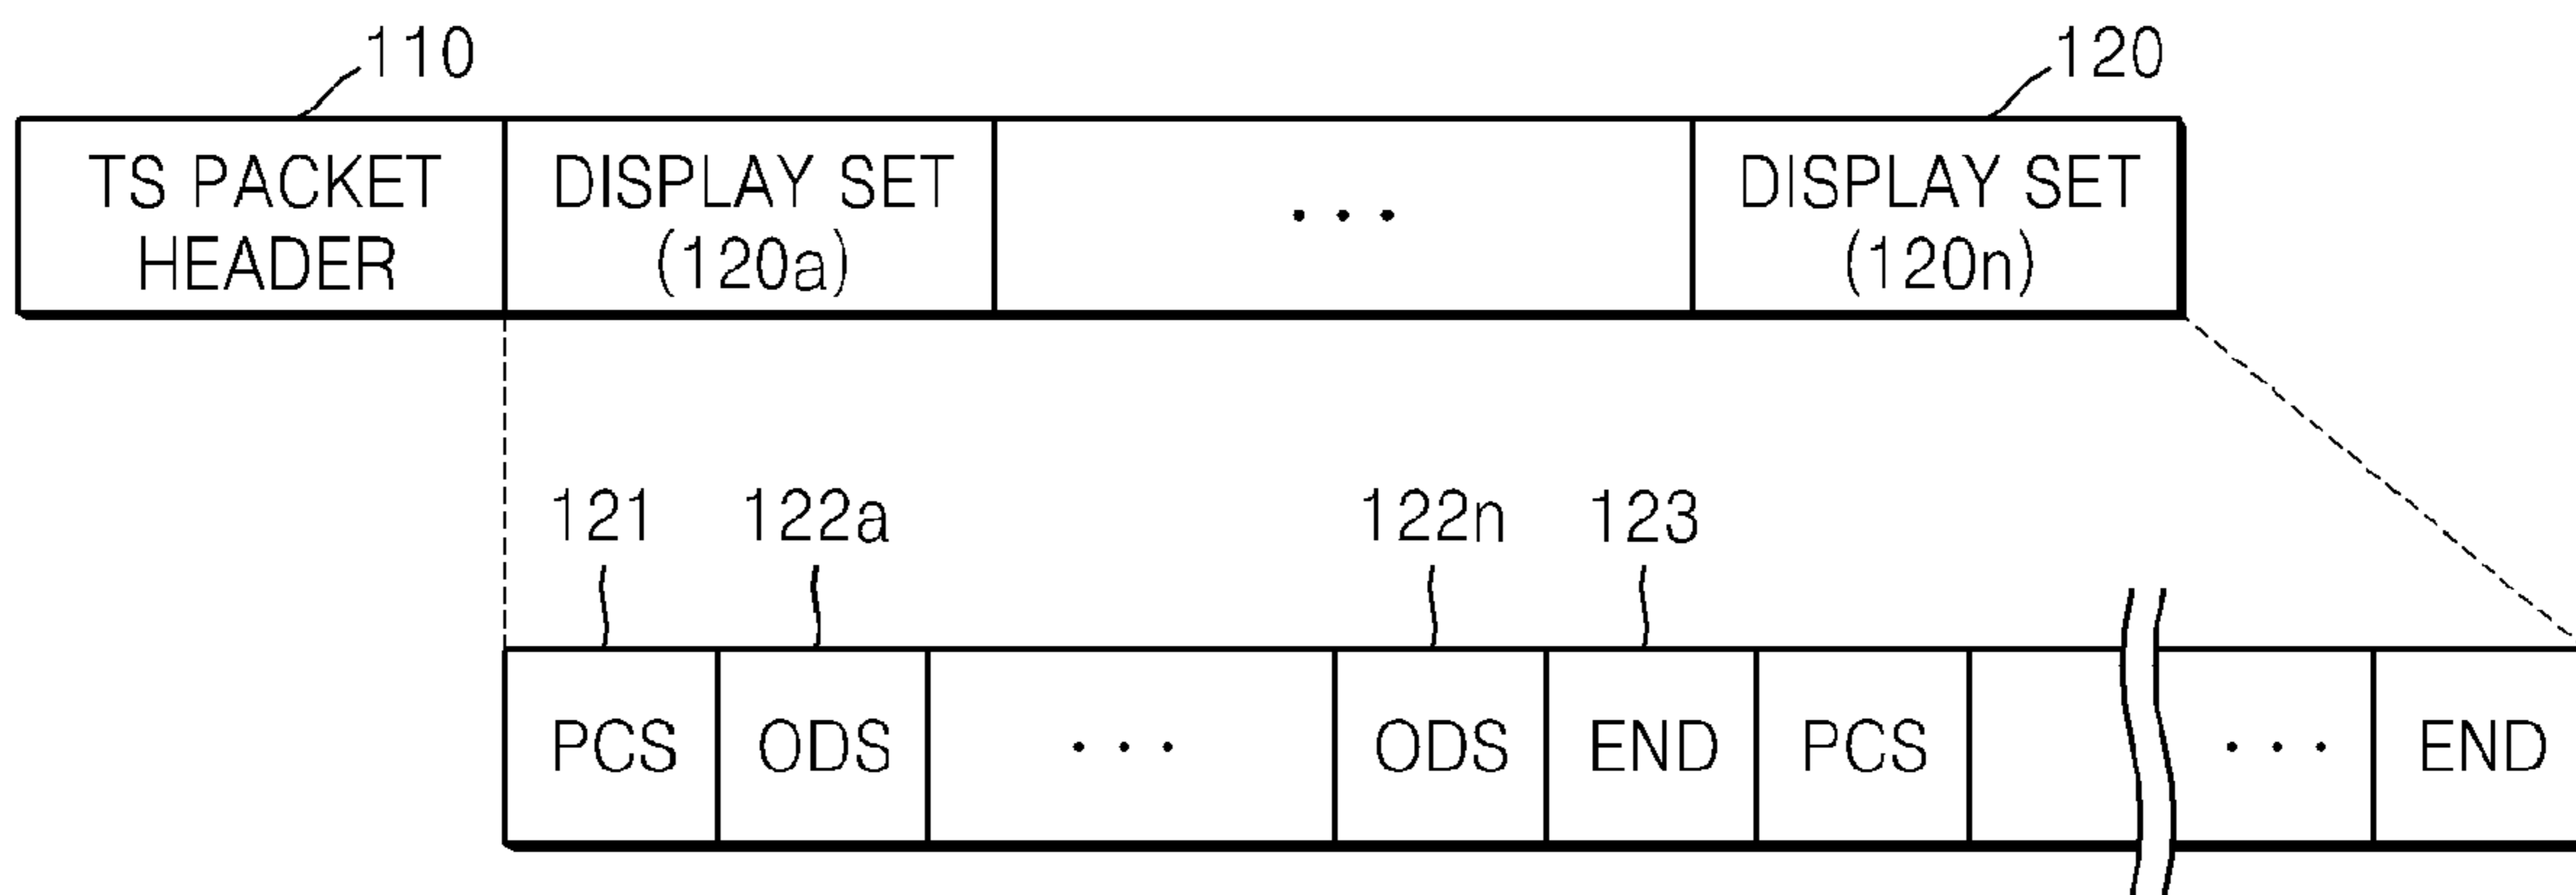 110
120
TS PACKET
HEADER
DISPLAY SET
(120a)
...
DISPLAY SET
(120n)
121
122a
122n
123
PCS
ODS
...
ODS
END
PCS
...
END